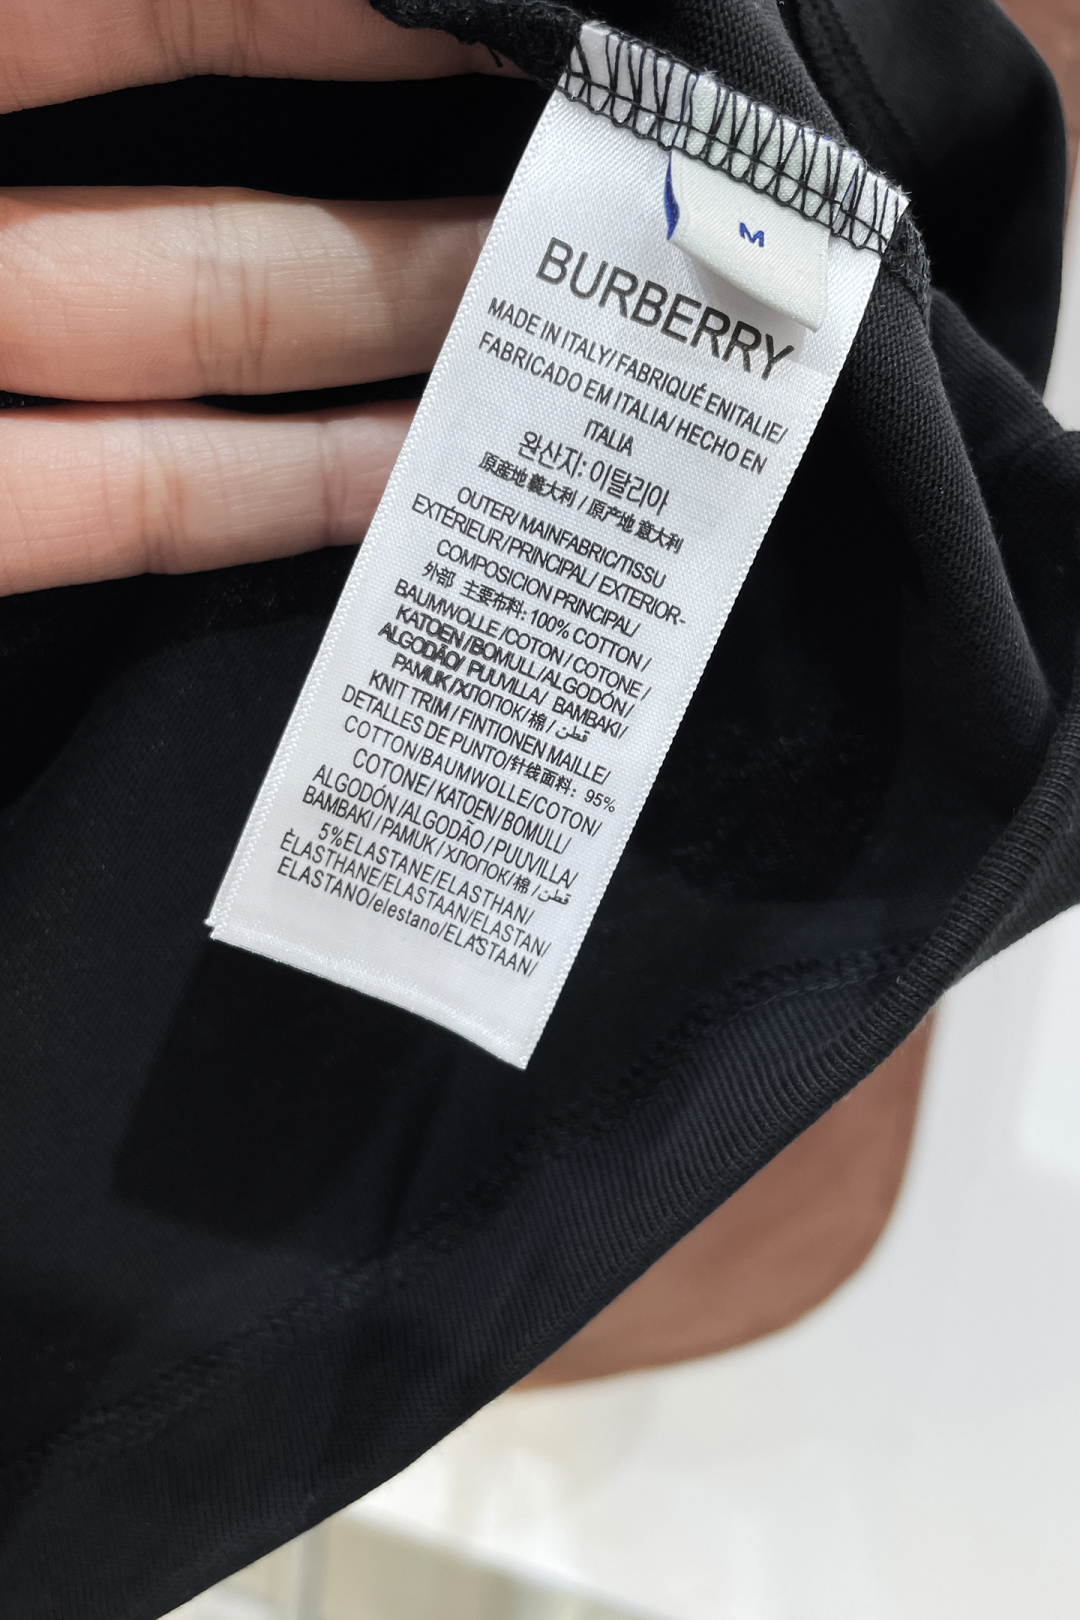 M
BURBERRY
MADE IN ITALY/FABRIQUÉ ENITALIE/
FABRICADO EM ITALIA/ HECHO EN
ITALIA
완산지: 이탈리아
原産地 義大利 / 原产地 意大利
OUTER/ MAINFABRIC/TISSU
EXTÉRIEUR/PRINCIPAL/ EXTERIOR-
COMPOSICION PRINCIPAL/
外部 主要布料: 100% COTTON /
BAUMWOLLE /COTON / COTONE /
KATOEN /BOMULL/ALGODÓN/
ALGODÃO/ PUUVILLA/ BAMBAKI/
PAMUK /ХЛОПОК/棉 / قطن
KNIT TRIM / FINTIONEN MAILLE/
DETALLES DE PUNTO/针线面料: 95%
COTTON/BAUMWOLLE/COTON/
COTONE/ KATOEN/ BOMULL/
ALGODÓN /ALGODÃO / PUUVILLA/
BAMBAKI / PAMUK / ХЛОПОК/棉 / قطن
5%ELASTANE/ELASTHAN/
ÉLASTHANE/ELASTAAN/ELASTAN/
ELASTANO/elestano/ELASTAAN/